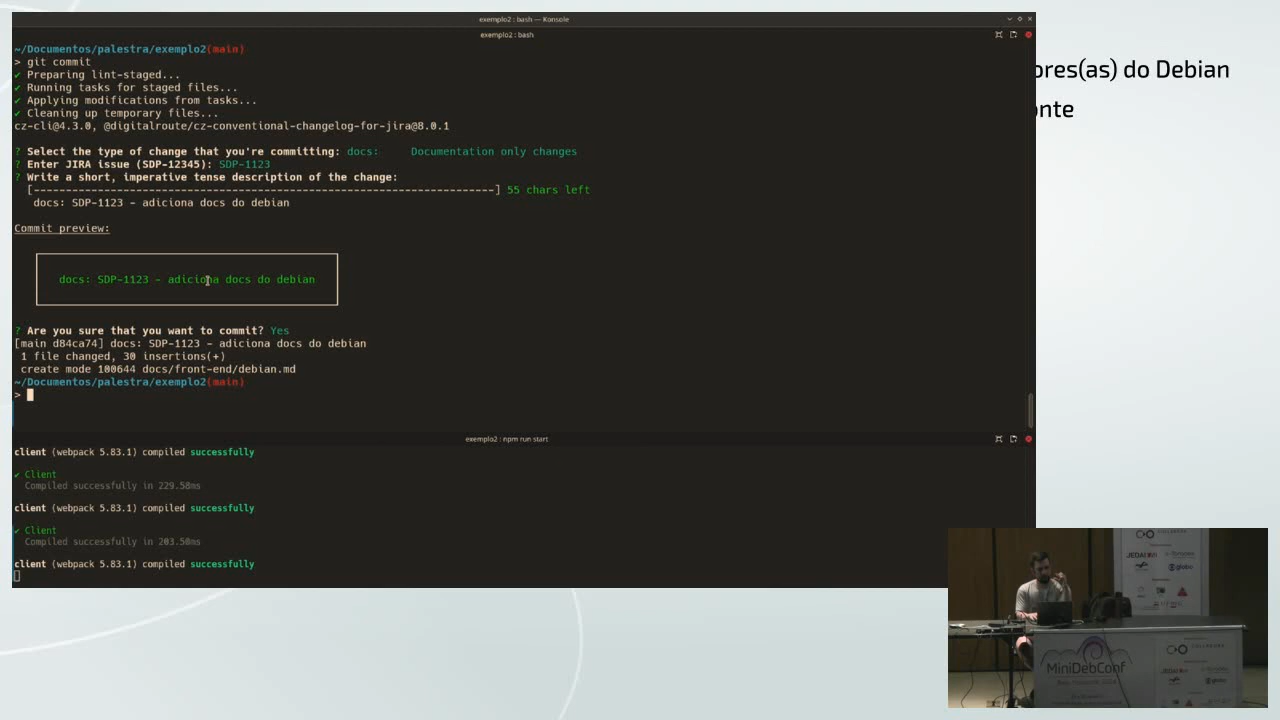 exemplo2 : bash — Konsole
exemplo2 : bash
~/Documentos/palestra/exemplo2(main)
> git commit
✔ Preparing lint-staged...
✔ Running tasks for staged files...
✔ Applying modifications from tasks...
✔ Cleaning up temporary files...
cz-cli@4.3.0, @digitalroute/cz-conventional-changelog-for-jira@8.0.1
? Select the type of change that you're committing: docs:     Documentation only changes
? Enter JIRA issue (SDP-12345): SDP-1123
? Write a short, imperative tense description of the change:
[------------------------------------------------------------------------] 55 chars left
docs: SDP-1123 - adiciona docs do debian
Commit preview:
docs: SDP-1123 - adiciona docs do debian
? Are you sure that you want to commit? Yes
[main d84ca74] docs: SDP-1123 - adiciona docs do debian
1 file changed, 30 insertions(+)
create mode 100644 docs/front-end/debian.md
~/Documentos/palestra/exemplo2(main)
>
exemplo2 : npm run start
client (webpack 5.83.1) compiled successfully
✔ Client
Compiled successfully in 229.58ms
client (webpack 5.83.1) compiled successfully
✔ Client
Compiled successfully in 203.50ms
client (webpack 5.83.1) compiled successfully
ores(as) do Debian
onte
COLLABORA
JEDAI
globo
MiniDebConf
COLLABORA
JEDAI
globo